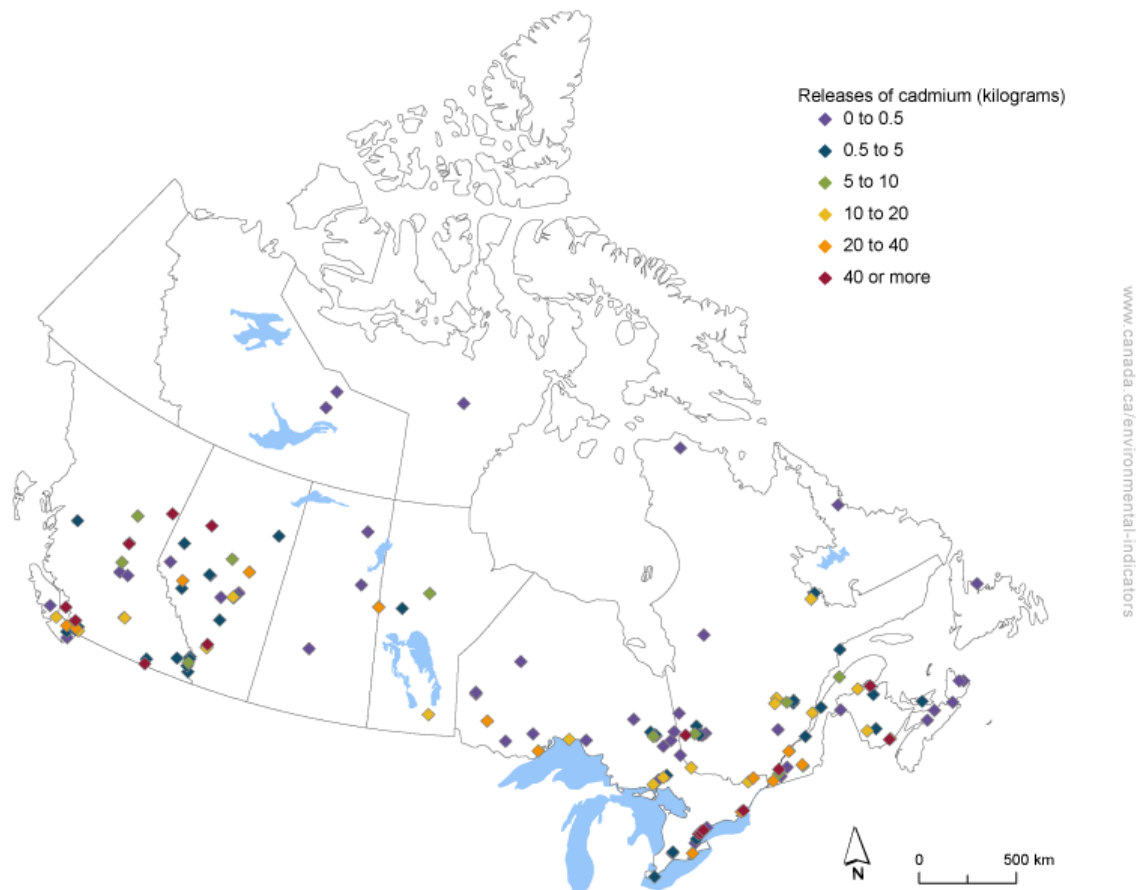 Releases of cadmium (kilograms)
0 to 0.5
0.5 to 5
5 to 10
10 to 20
20 to 40
40 or more
www.canada.ca/environmental-indicators
N
0 500 km